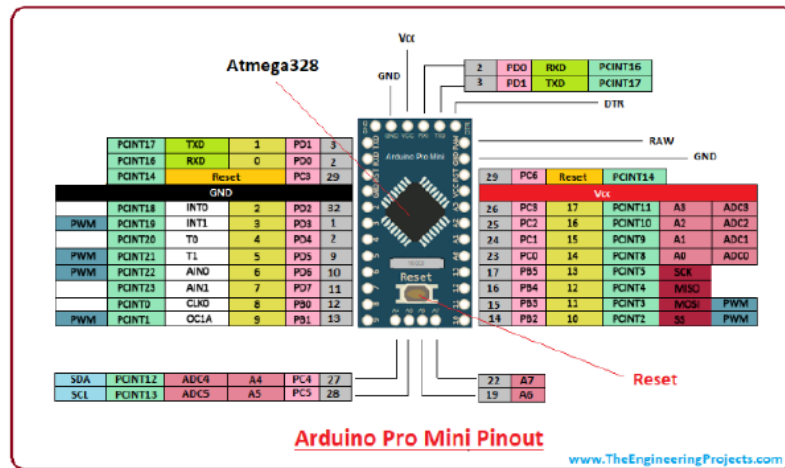 Vcc
Atmega328
GND
2 PD0 RXD PCINT16
3 PD1 TXD PCINT17
DTR
RAW
GND
Arduino Pro Mini
PCINT17 TXD 1 PD1 3
PCINT16 RXD 0 PD0 2
PCINT14 Reset PC3 29
GND
PCINT18 INT0 2 PD2 32
PWM PCINT19 INT1 3 PD3 1
PCINT20 T0 4 PD4 2
PWM PCINT21 T1 5 PD5 9
PWM PCINT22 AIN0 6 PD6 10
PCINT23 AIN1 7 PD7 11
PCINT0 CLK0 8 PB0 12
PWM PCINT1 OC1A 9 PB1 13
29 PC6 Reset PCINT14
Vcc
26 PC3 17 PCINT11 A3 ADC3
25 PC2 16 PCINT10 A2 ADC2
24 PC1 15 PCINT9 A1 ADC1
23 PC0 14 PCINT8 A0 ADC0
17 PB5 13 PCINT5 SCK
16 PB4 12 PCINT4 MISO
15 PB3 11 PCINT3 MOSI PWM
14 PB2 10 PCINT2 SS PWM
Reset
SDA PCINT12 ADC4 A4 PC4 27
SCL PCINT13 ADC5 A5 PC5 28
22 A7
19 A6
Reset
Arduino Pro Mini Pinout
www.TheEngineeringProjects.com